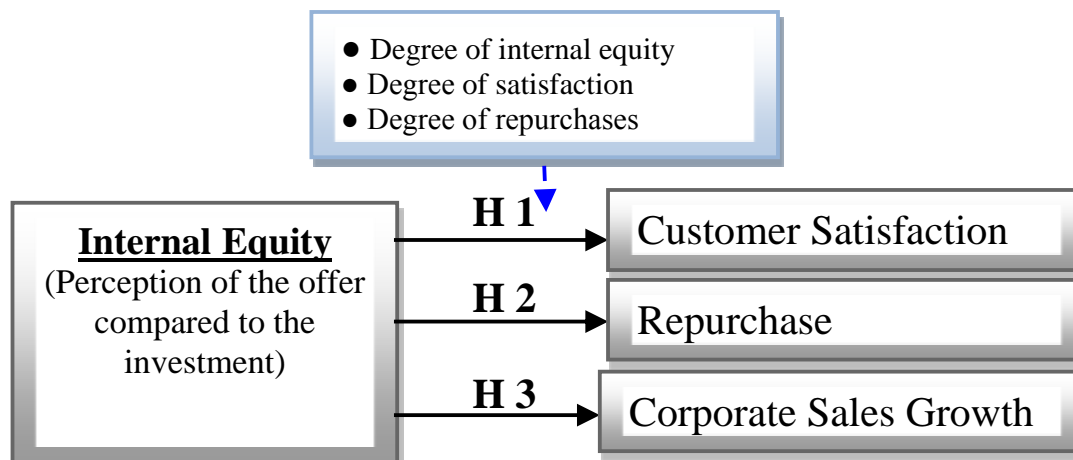 ● Degree of internal equity
● Degree of satisfaction
● Degree of repurchases
H 1
Internal Equity
(Perception of the offer
compared to the
investment)
Customer Satisfaction
H 2
Repurchase
H 3
Corporate Sales Growth